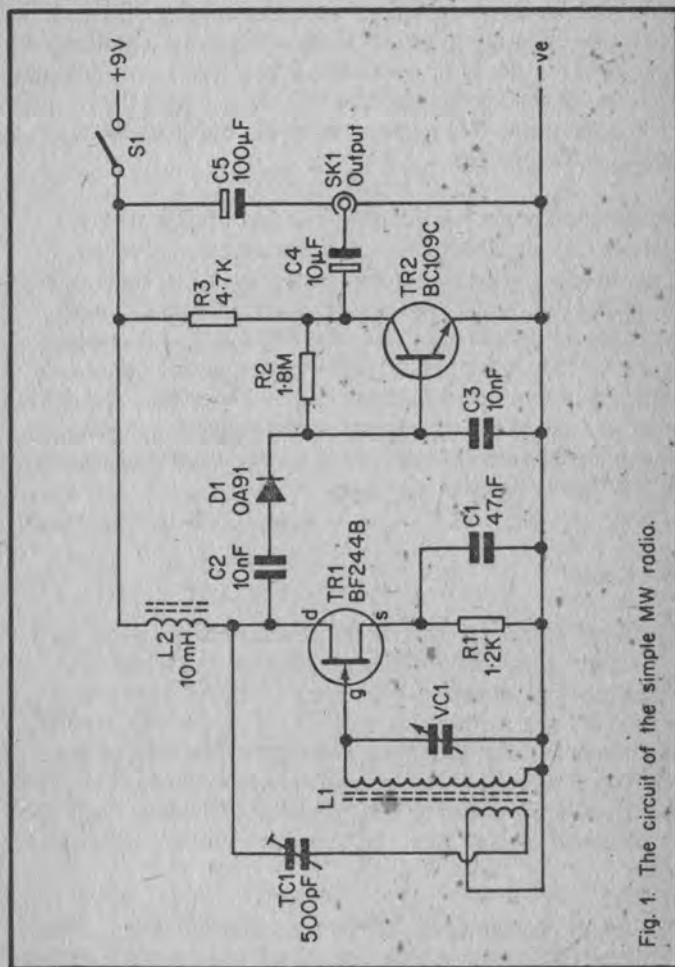 +9V
S1
C5
100μF
SK1
Output
R3
4·7K
C4
10μF
TR2
BC109C
R2
1·8M
D1
OA91
C3
10nF
C2
10nF
TR1
BF244B
C1
47nF
L2
10mH
d
g
s
R1
1·2K
VC1
L1
TC1
500pF
-ve
Fig. 1. The circuit of the simple MW radio.